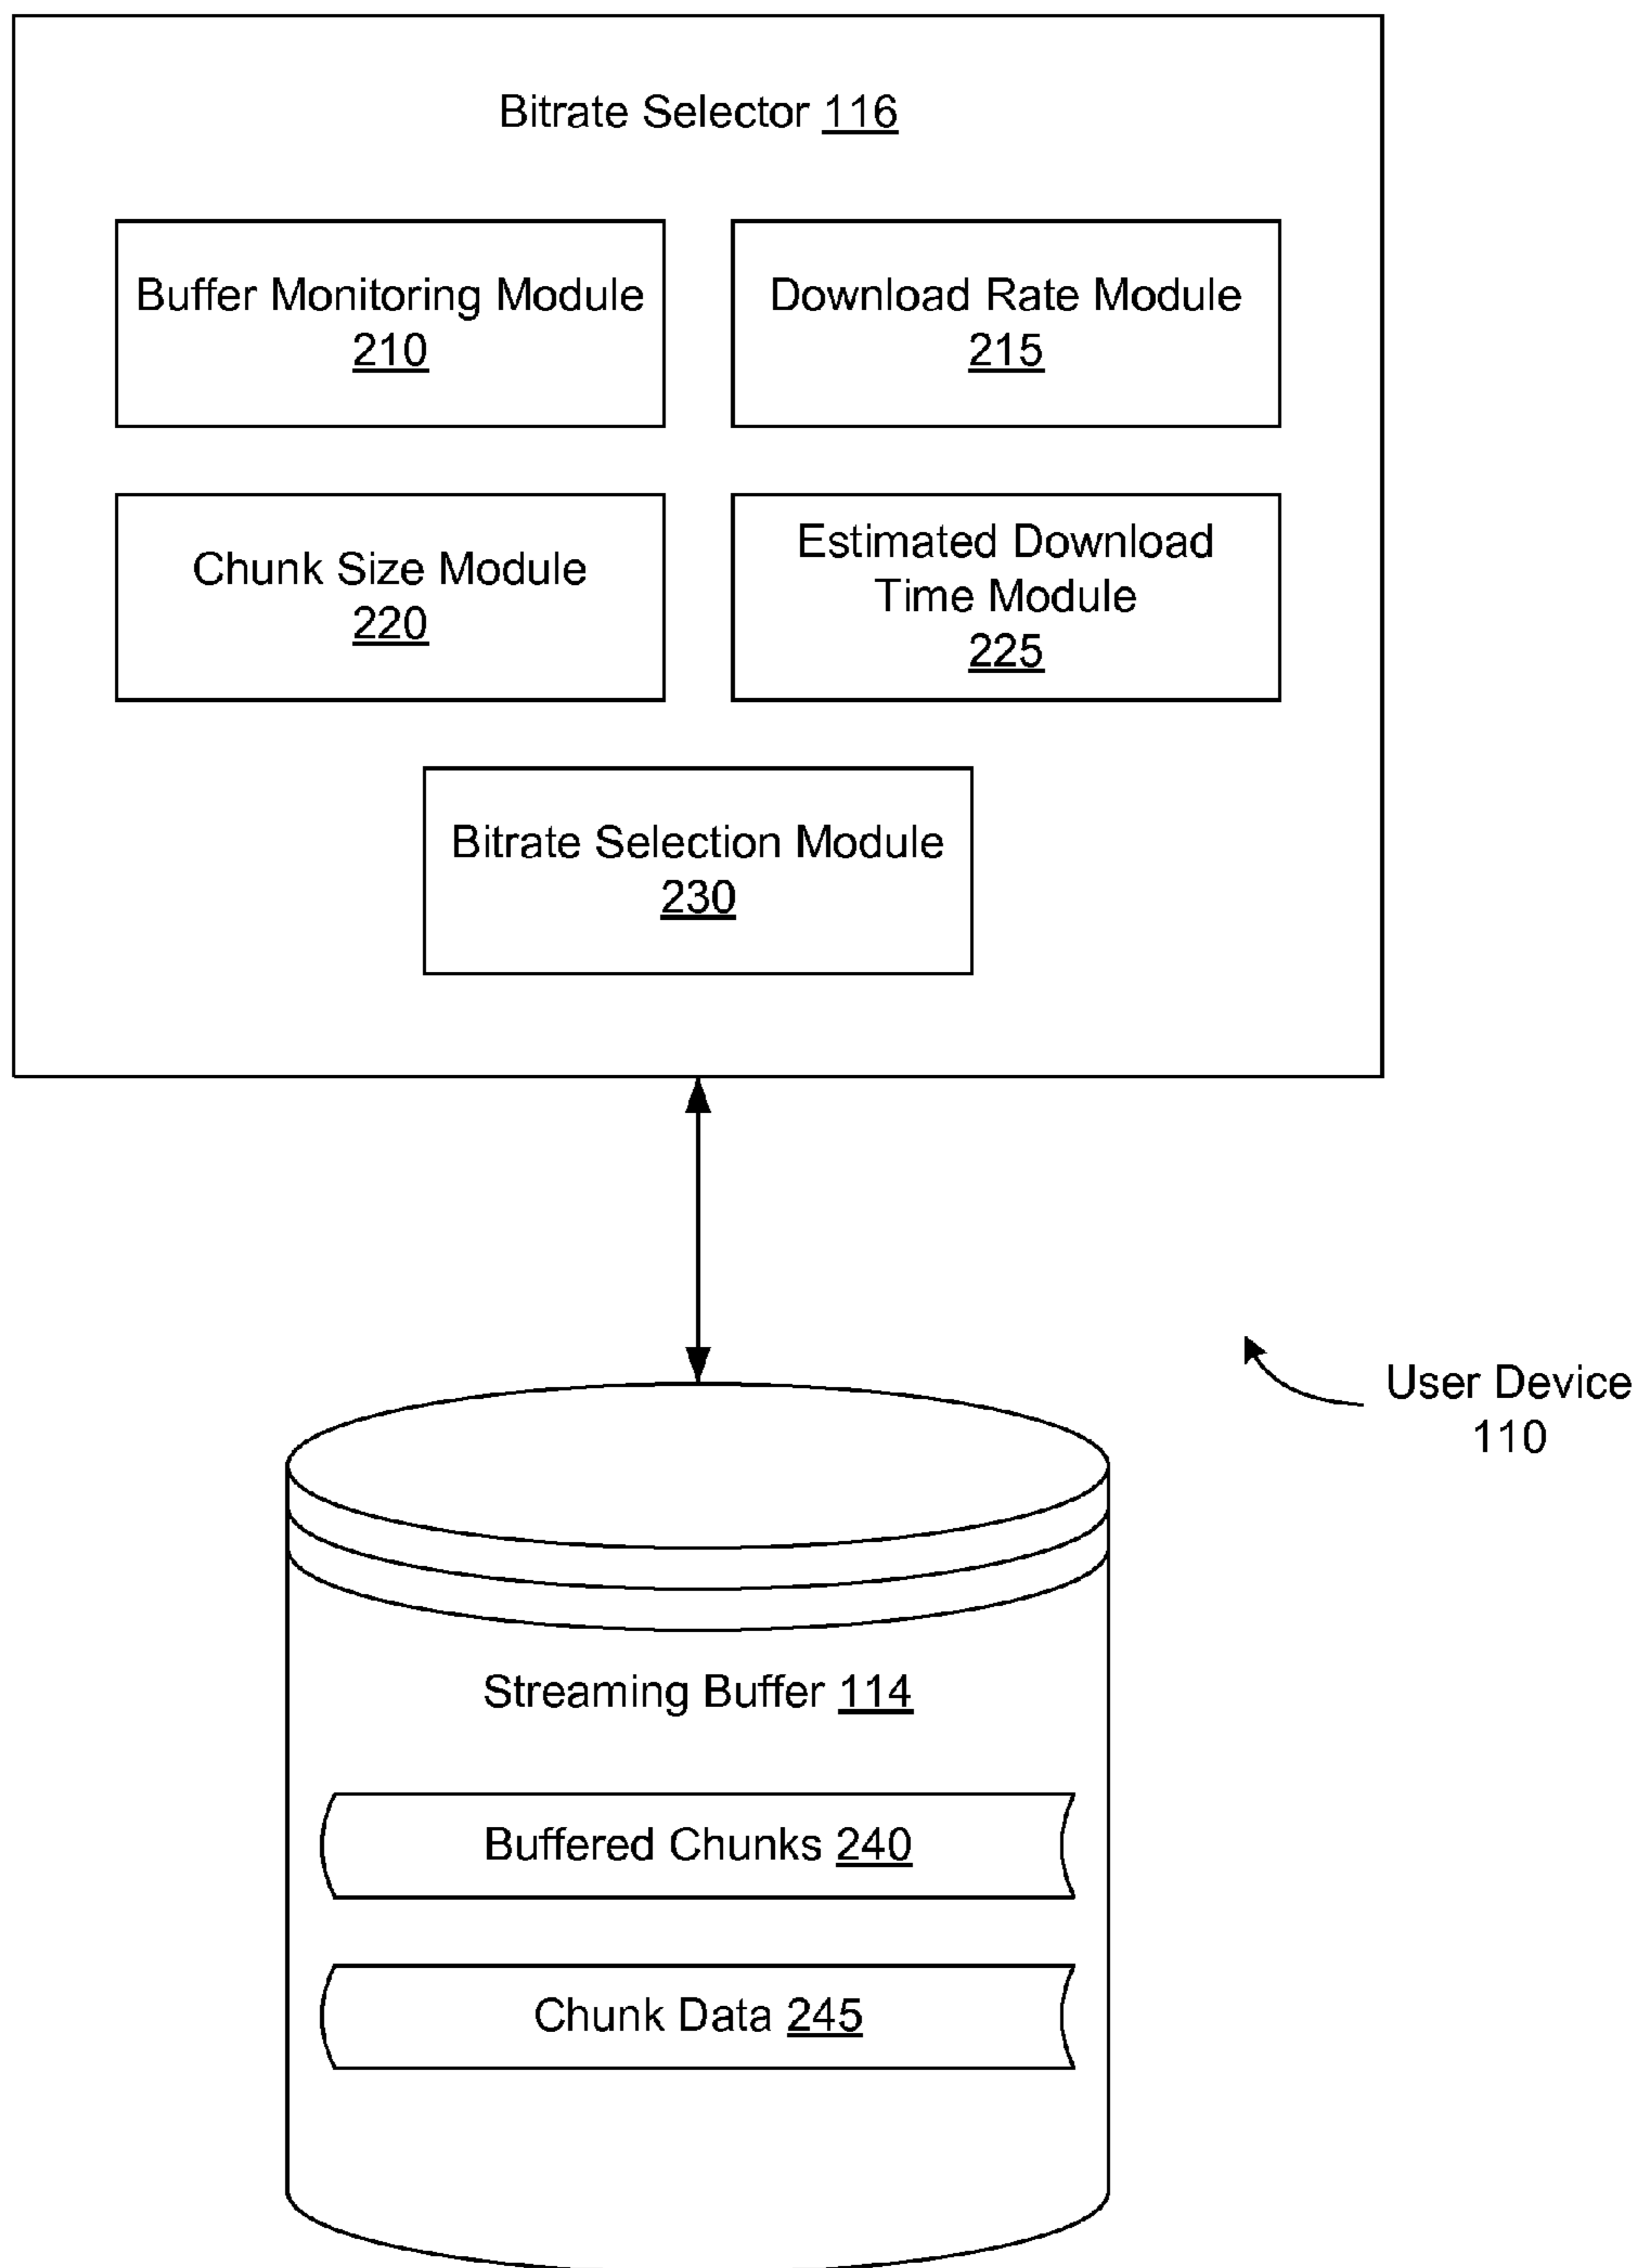 Bitrate Selector 116
Buffer Monitoring Module
210
Download Rate Module
215
Chunk Size Module
220
Estimated Download
Time Module
225
Bitrate Selection Module
230
User Device
110
Streaming Buffer 114
Buffered Chunks 240
Chunk Data 245